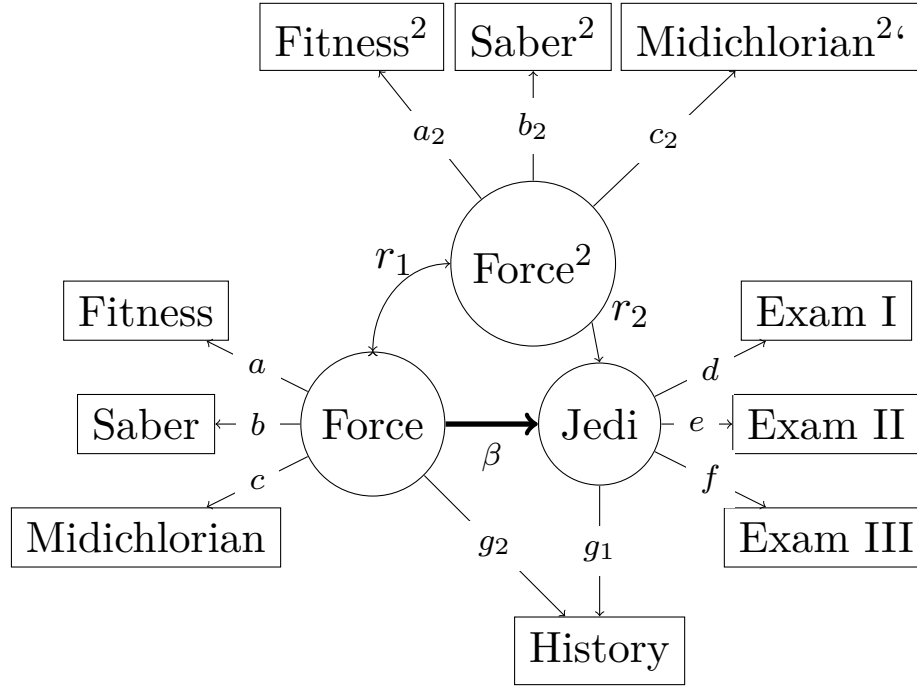 Fitness²
Saber²
Midichlorian²‘
a₂
b₂
c₂
r₁
Force²
r₂
Fitness
Exam I
a
d
Saber
b
Force
β
Jedi
e
Exam II
c
f
Midichlorian
Exam III
g₂
g₁
History